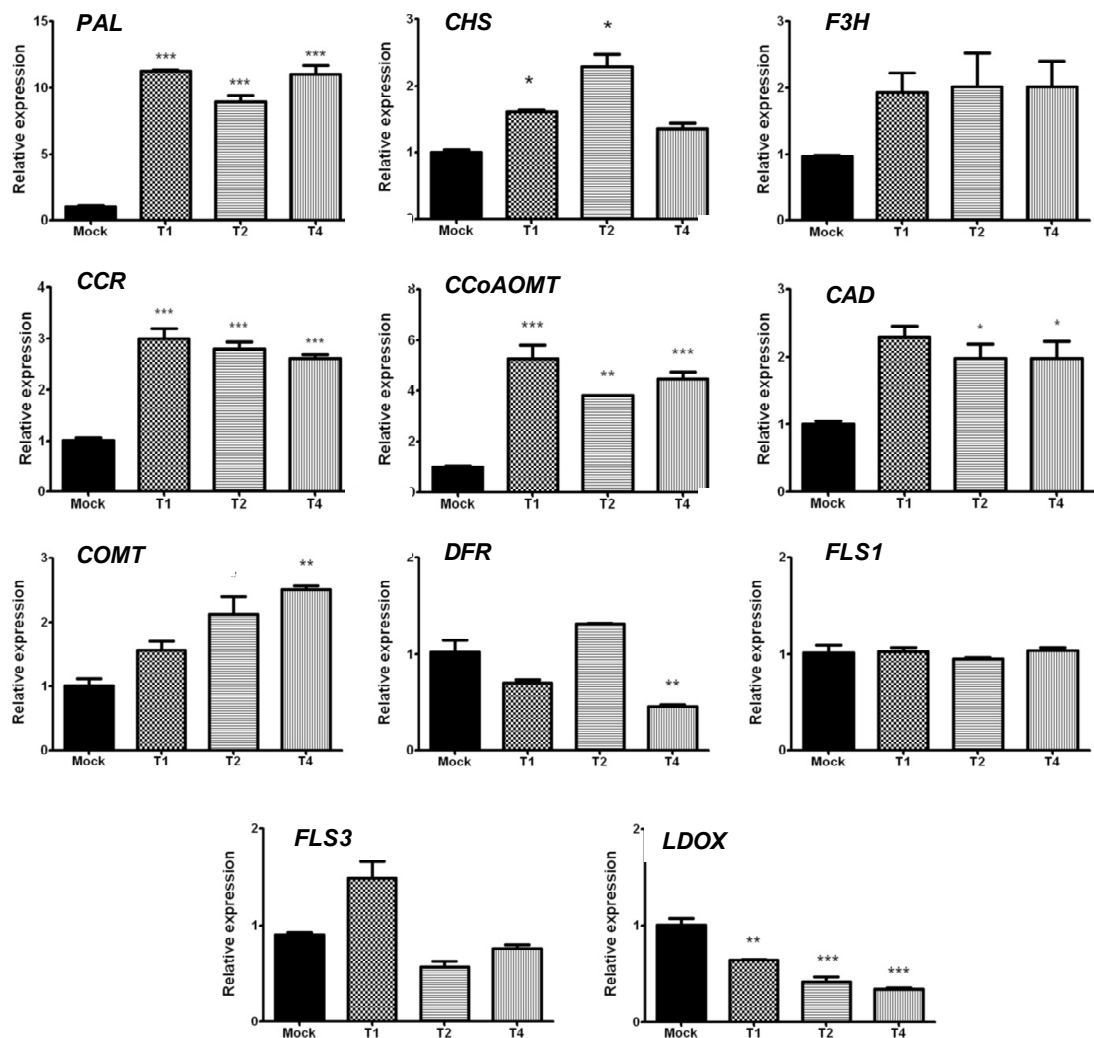 PAL
Relative expression
15
10
5
0
*** *** ***
Mock T1 T2 T4
CHS
Relative expression
3
2
1
* *
Mock T1 T2 T4
F3H
Relative expression
3
2
1
0
Mock T1 T2 T4
CCR
Relative expression
4
3
2
1
0
*** *** ***
Mock T1 T2 T4
CCoAOMT
Relative expression
8
6
4
2
*** ** ***
Mock T1 T2 T4
CAD
Relative expression
3
2
1
0
* *
Mock T1 T2 T4
COMT
Relative expression
3
2
1
0
**
Mock T1 T2 T4
DFR
Relative expression
2
1
0
**
Mock T1 T2 T4
FLS1
Relative expression
2
1
0
Mock T1 T2 T4
FLS3
Relative expression
2
1
0
Mock T1 T2 T4
LDOX
Relative expression
2
1
0
** *** ***
Mock T1 T2 T4